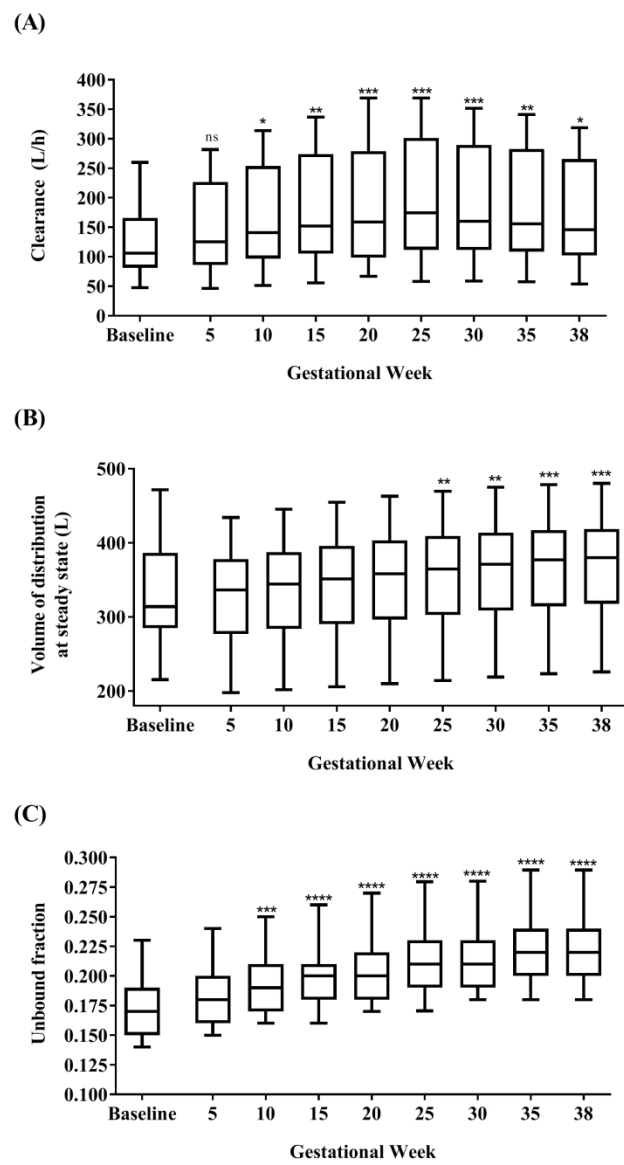 (A)
Clearance (L/h)
400
350
300
250
200
150
100
50
0
ns
*
**
***
***
***
**
*
Baseline 5 10 15 20 25 30 35 38
Gestational Week
(B)
Volume of distribution
at steady state (L)
500
400
300
200
**
**
***
***
Baseline 5 10 15 20 25 30 35 38
Gestational Week
(C)
Unbound fraction
0.300
0.275
0.250
0.225
0.200
0.175
0.150
0.125
0.100
***
****
****
****
****
****
****
Baseline 5 10 15 20 25 30 35 38
Gestational Week